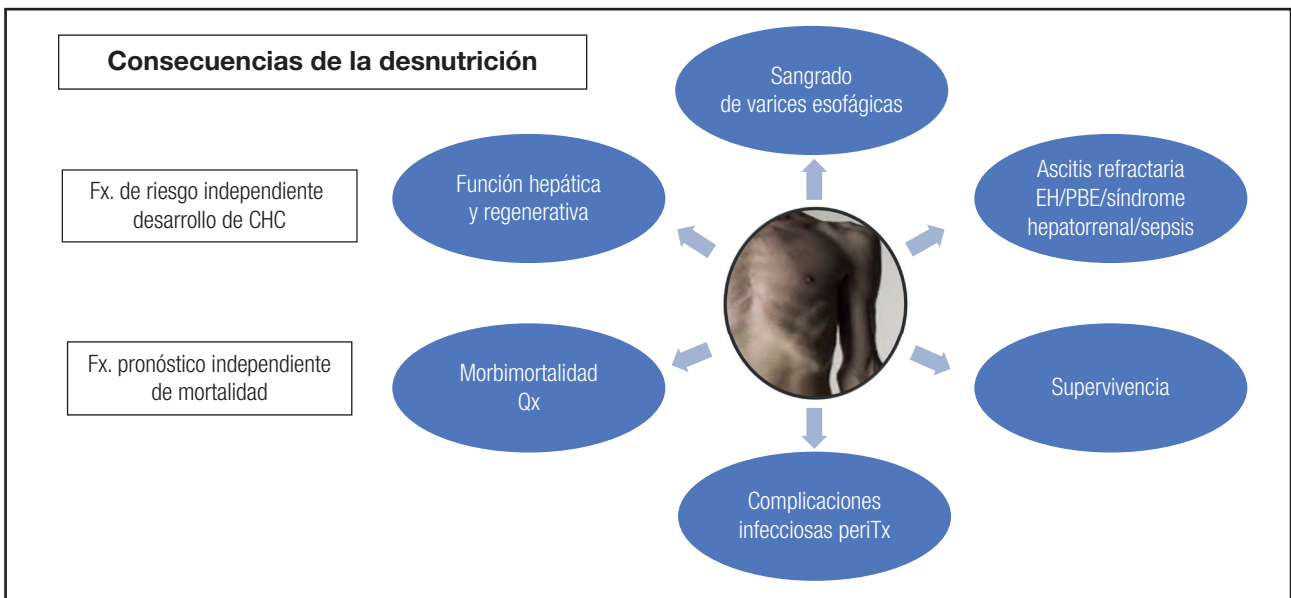 Consecuencias de la desnutrición
Sangrado
de varices esofágicas
Fx. de riesgo independiente
desarrollo de CHC
Función hepática
y regenerativa
Ascitis refractaria
EH/PBE/síndrome
hepatorrenal/sepsis
Fx. pronóstico independiente
de mortalidad
Morbimortalidad
Qx
Supervivencia
Complicaciones
infecciosas periTx